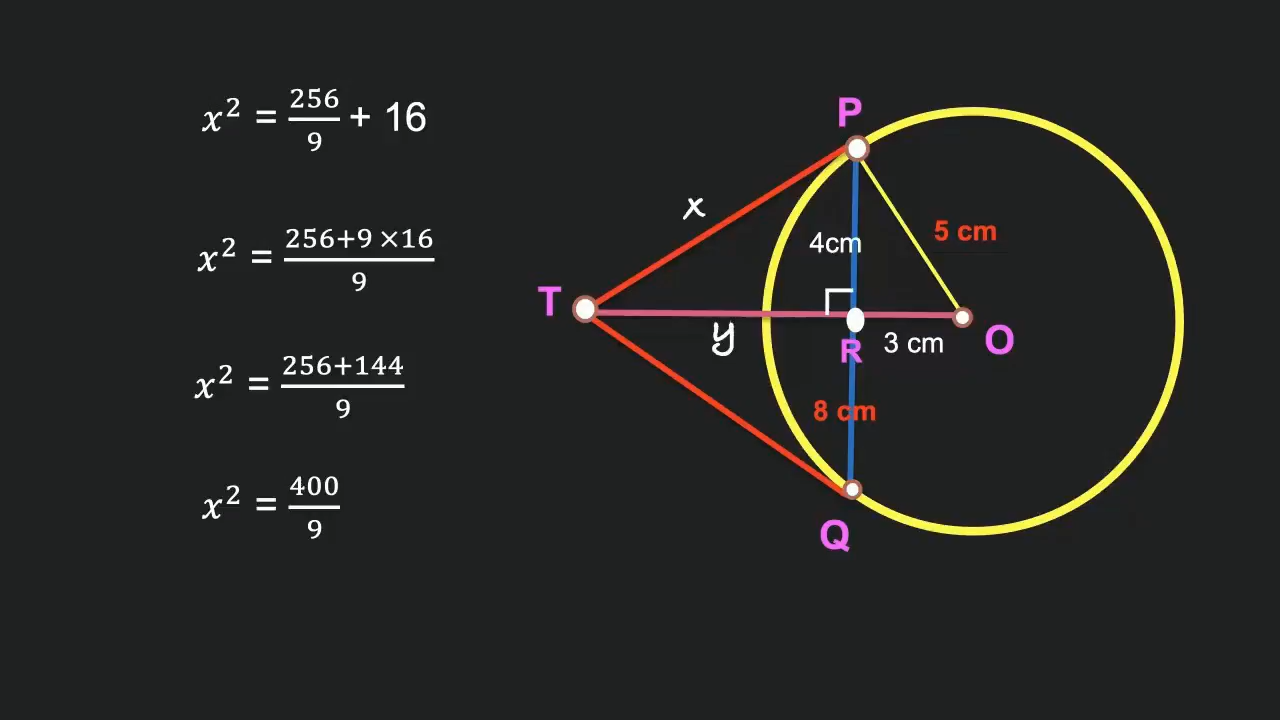 x² = 256/9 + 16
x² = 256+9 ×16/9
x² = 256+144/9
x² = 400/9
P
x
5 cm
4cm
T
y
R
3 cm
O
8 cm
Q